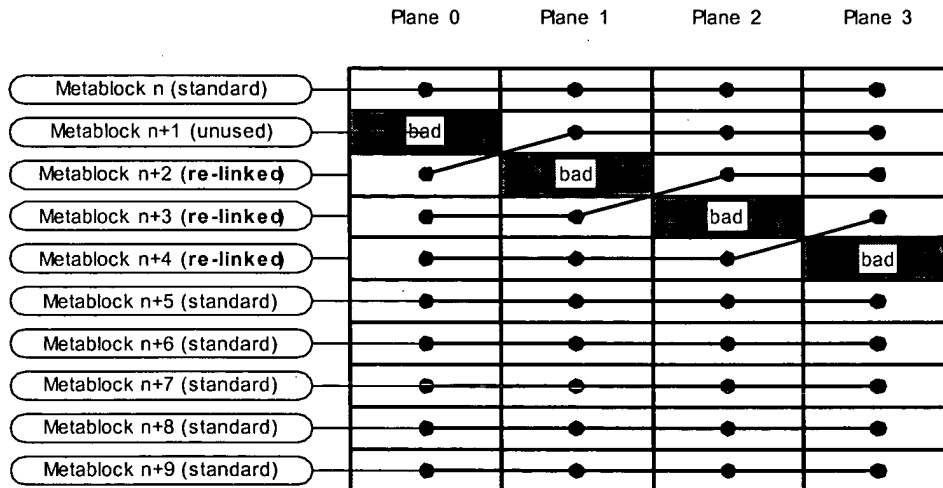 Plane 0 Plane 1 Plane 2 Plane 3
Metablock n (standard)
Metablock n+1 (unused) bad
Metablock n+2 (re-linked) bad
Metablock n+3 (re-linked) bad
Metablock n+4 (re-linked) bad
Metablock n+5 (standard)
Metablock n+6 (standard)
Metablock n+7 (standard)
Metablock n+8 (standard)
Metablock n+9 (standard)